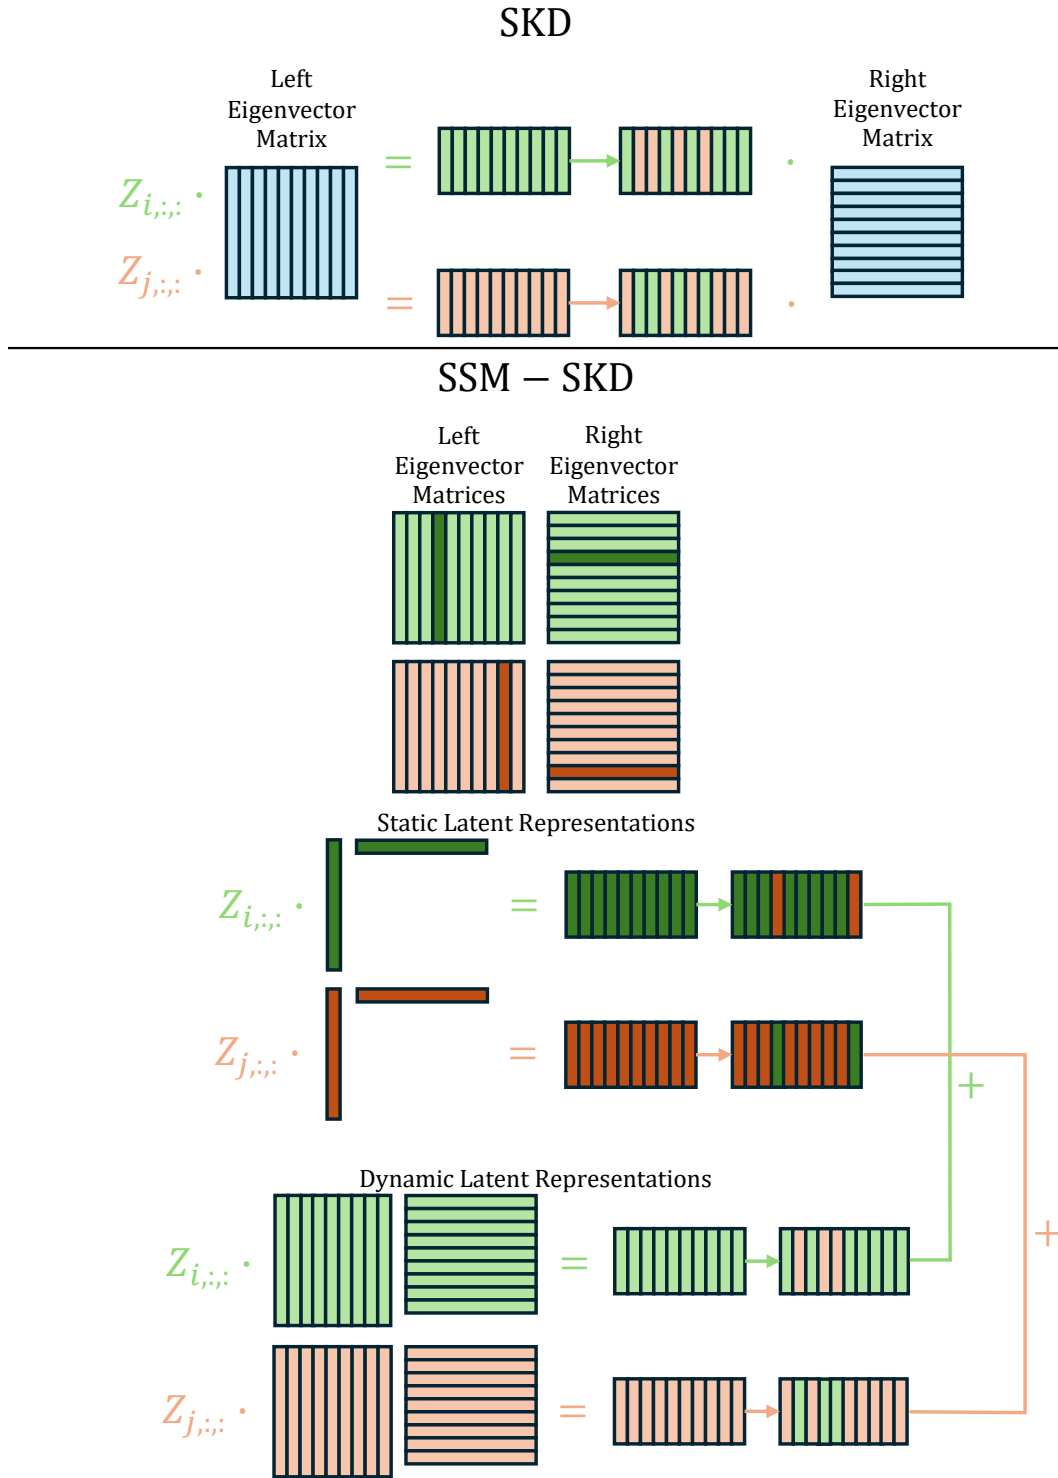 SKD
Left
Eigenvector
Matrix
Right
Eigenvector
Matrix
Z_{i,:,:} ·
=
·
Z_{j,:,:} ·
=
·
SSM − SKD
Left
Eigenvector
Matrices
Right
Eigenvector
Matrices
Static Latent Representations
Z_{i,:,:} ·
=
Z_{j,:,:} ·
=
+
Dynamic Latent Representations
+
Z_{i,:,:} ·
=
Z_{j,:,:} ·
=